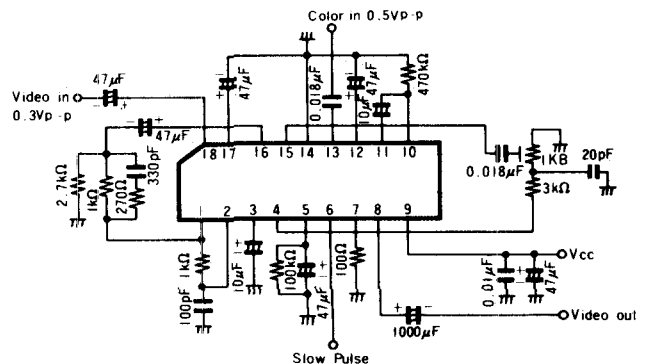 Color in 0.5Vp-p
47μF
Video in
0.3Vp-p
47μF
47μF
0.018μF
47μF
10μF
470kΩ
18 17 16 15 14 13 12 11 10
2.7kΩ
1kΩ
270Ω
330pF
0.018μF
1KB
20pF
3kΩ
1 2 3 4 5 6 7 8 9
1kΩ
100pF
10μF
100kΩ
47μF
100Ω
0.01μF
47μF
Vcc
1000μF
Video out
Slow Pulse